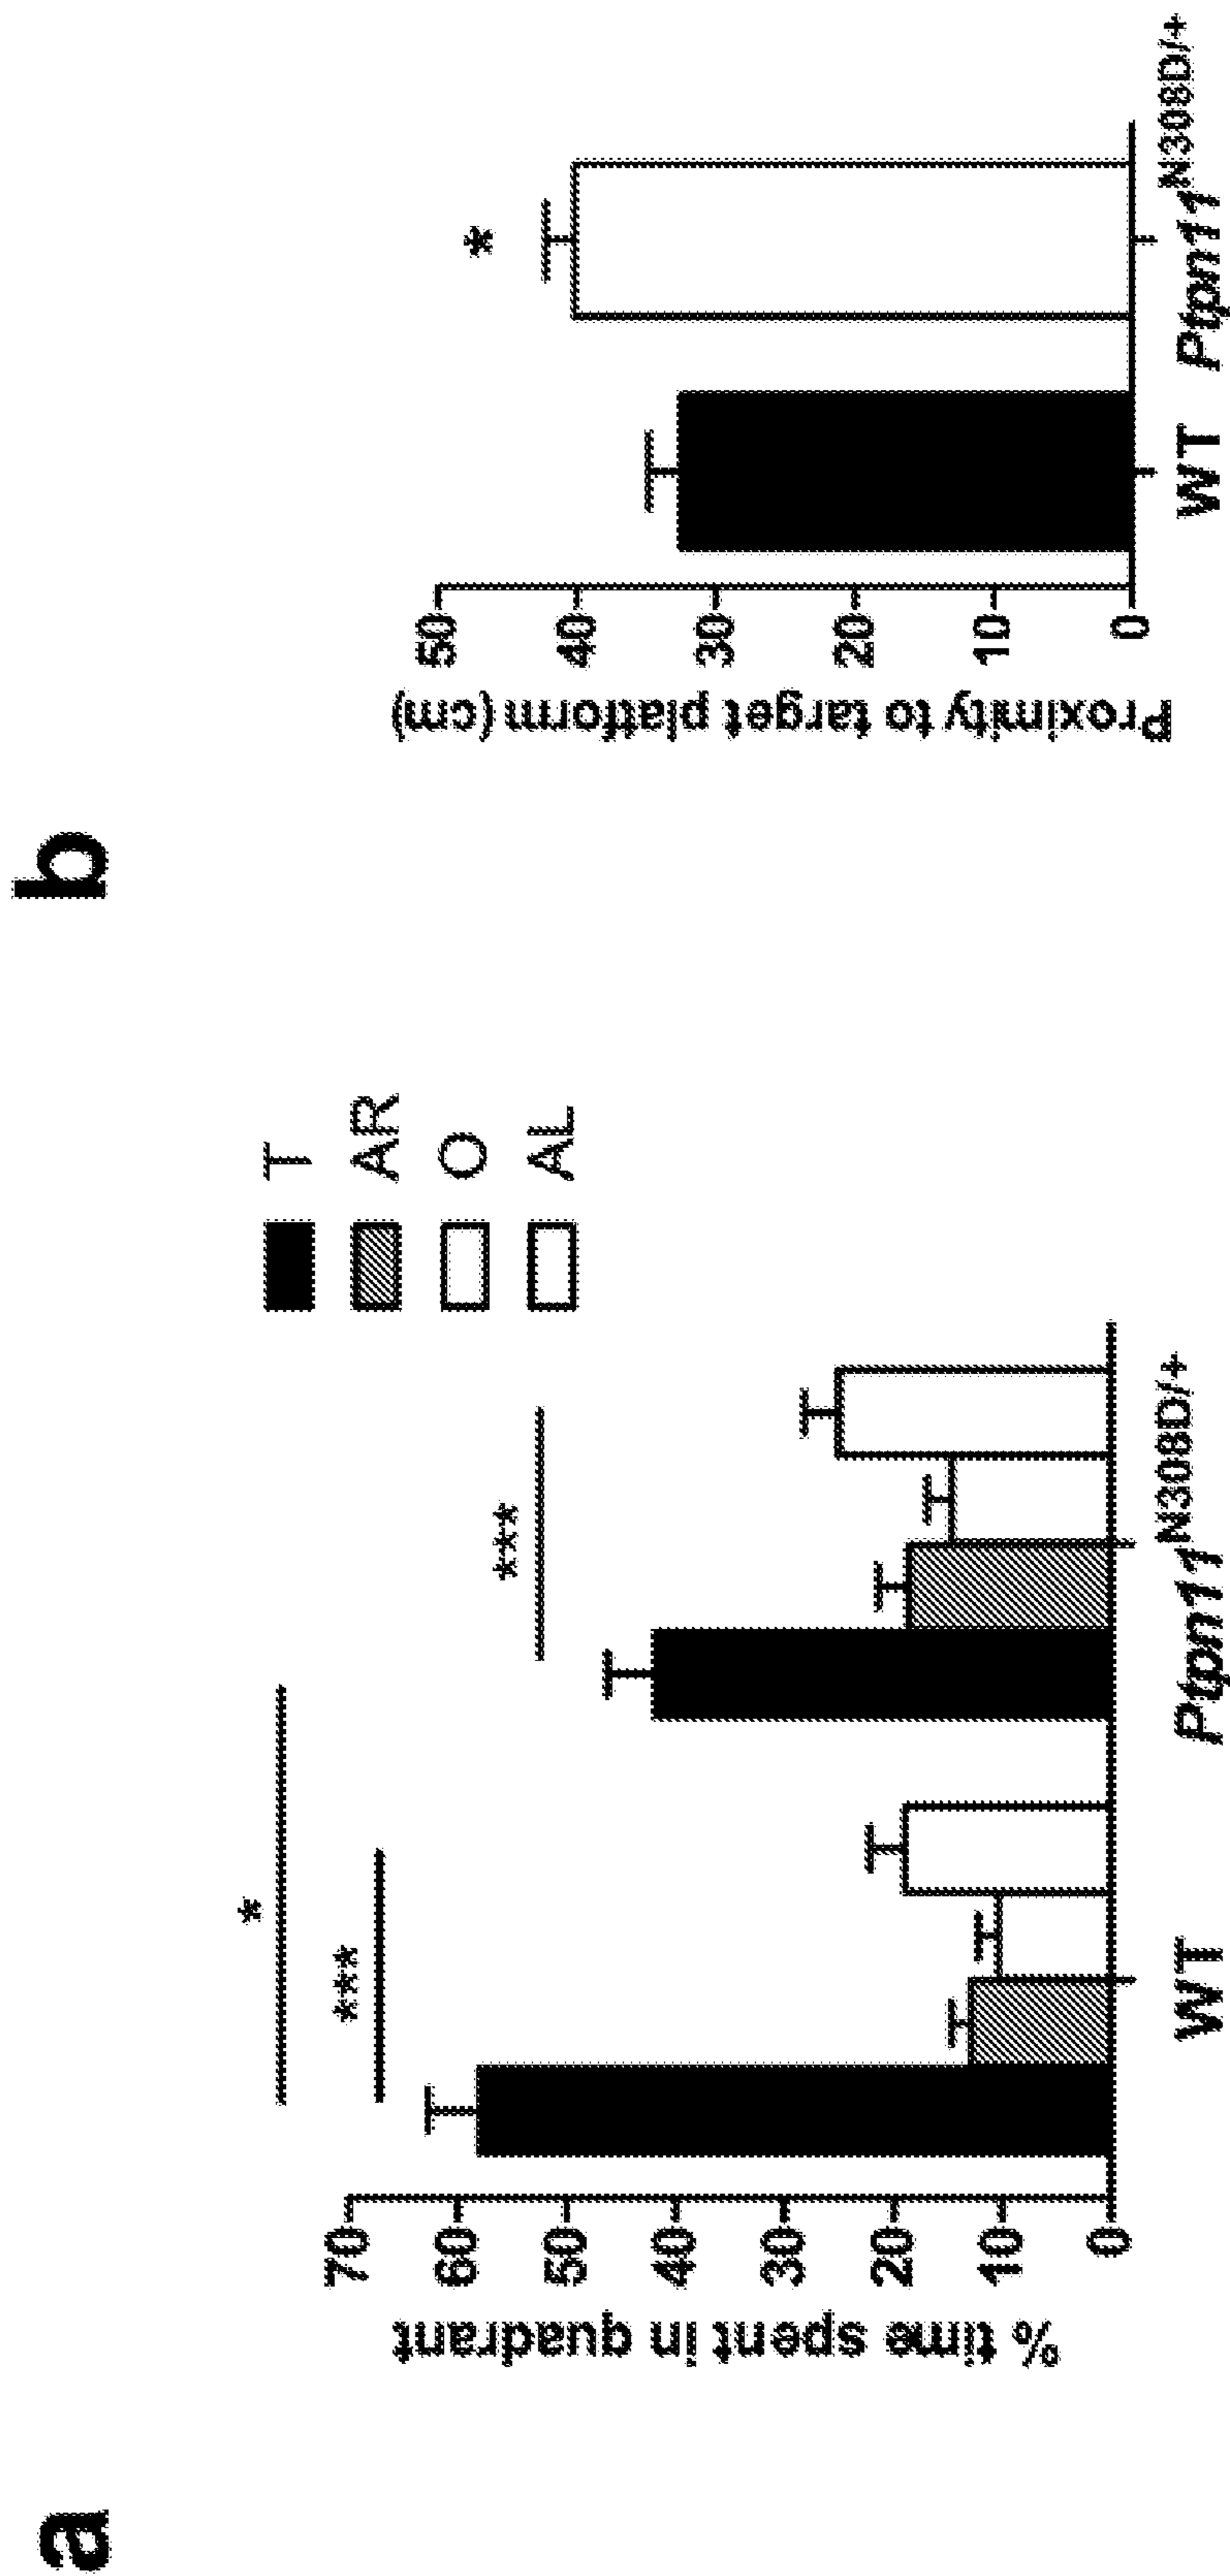 a
% time spent in quadrant
70
60
50
40
30
20
10
0
*
***
***
T
AR
O
AL
WT
Ptpn11N308D/+
b
Proximity to target platform (cm)
50
40
30
20
10
0
*
WT
Ptpn11N308D/+